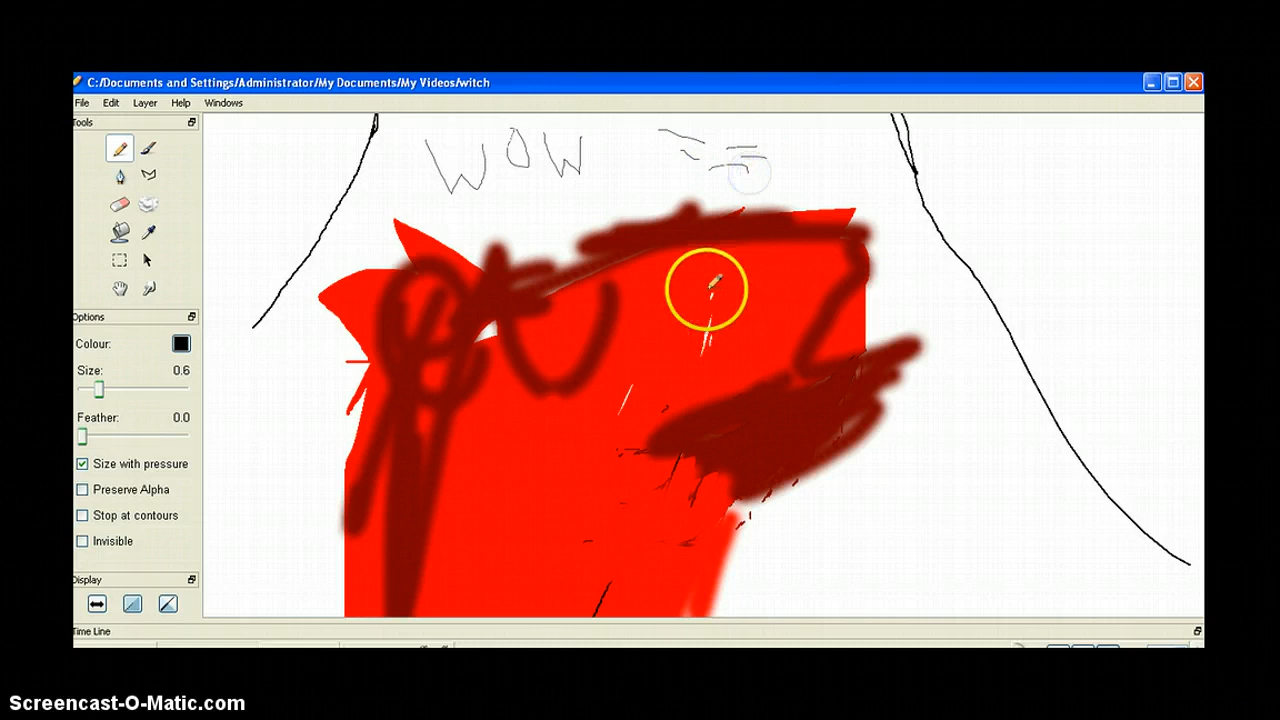 C:/Documents and Settings/Administrator/My Documents/My Videos/witch
File Edit Layer Help Windows
Tools
WOW
Options
Colour:
Size: 0.6
Feather: 0.0
Size with pressure
Preserve Alpha
Stop at contours
Invisible
Display
Time Line
Screencast-O-Matic.com